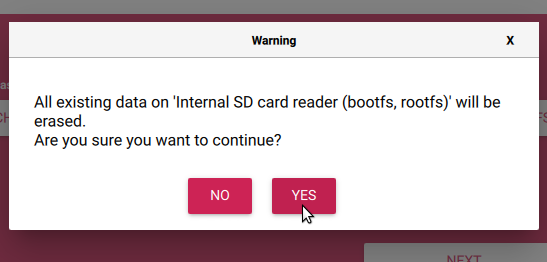 Warning
X
All existing data on 'Internal SD card reader (bootfs, rootfs)' will be
erased.
Are you sure you want to continue?
NO
YES
NEXT